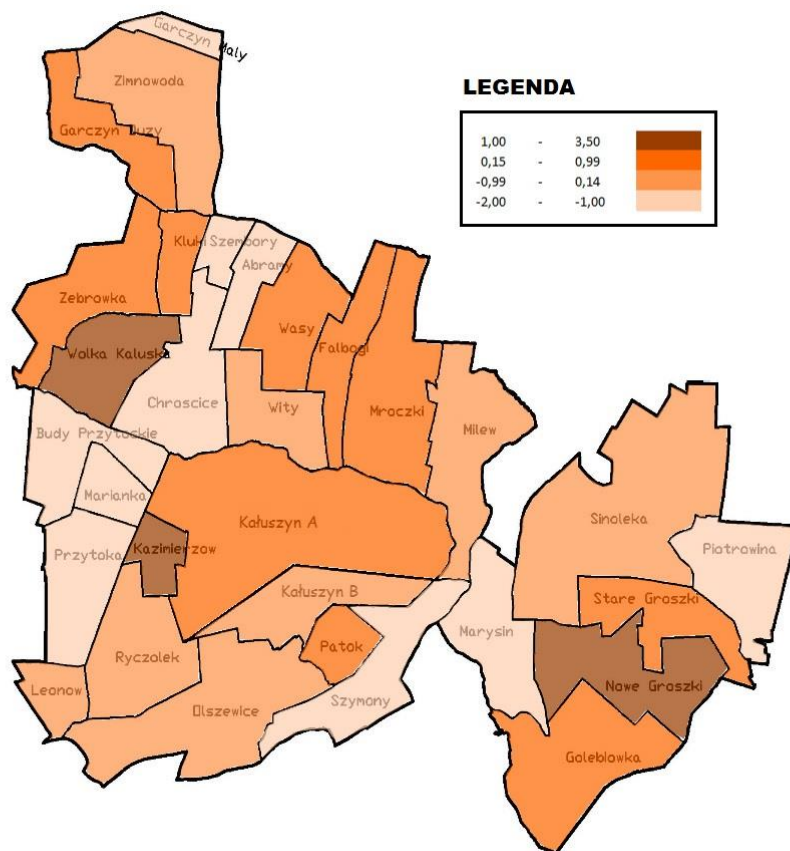 Garczyn Maly
Zimnowoda
LEGENDA
Garczyn Duzy
1,00 - 3,50
0,15 - 0,99
-0,99 - 0,14
-2,00 - -1,00
Kluki
Szembory
Abramy
Zebrowka
Wasy
Falbogi
Wolka Kaluska
Chroscice
Wity
Mroczki
Milew
Budy Przytockie
Marianka
Kałuszyn A
Sinoleka
Kazimierzow
Przytoka
Piotrowina
Kałuszyn B
Stare Groszki
Patok
Marysin
Ryczolek
Leonow
Nowe Groszki
Szymony
Olszewice
Golebiowka